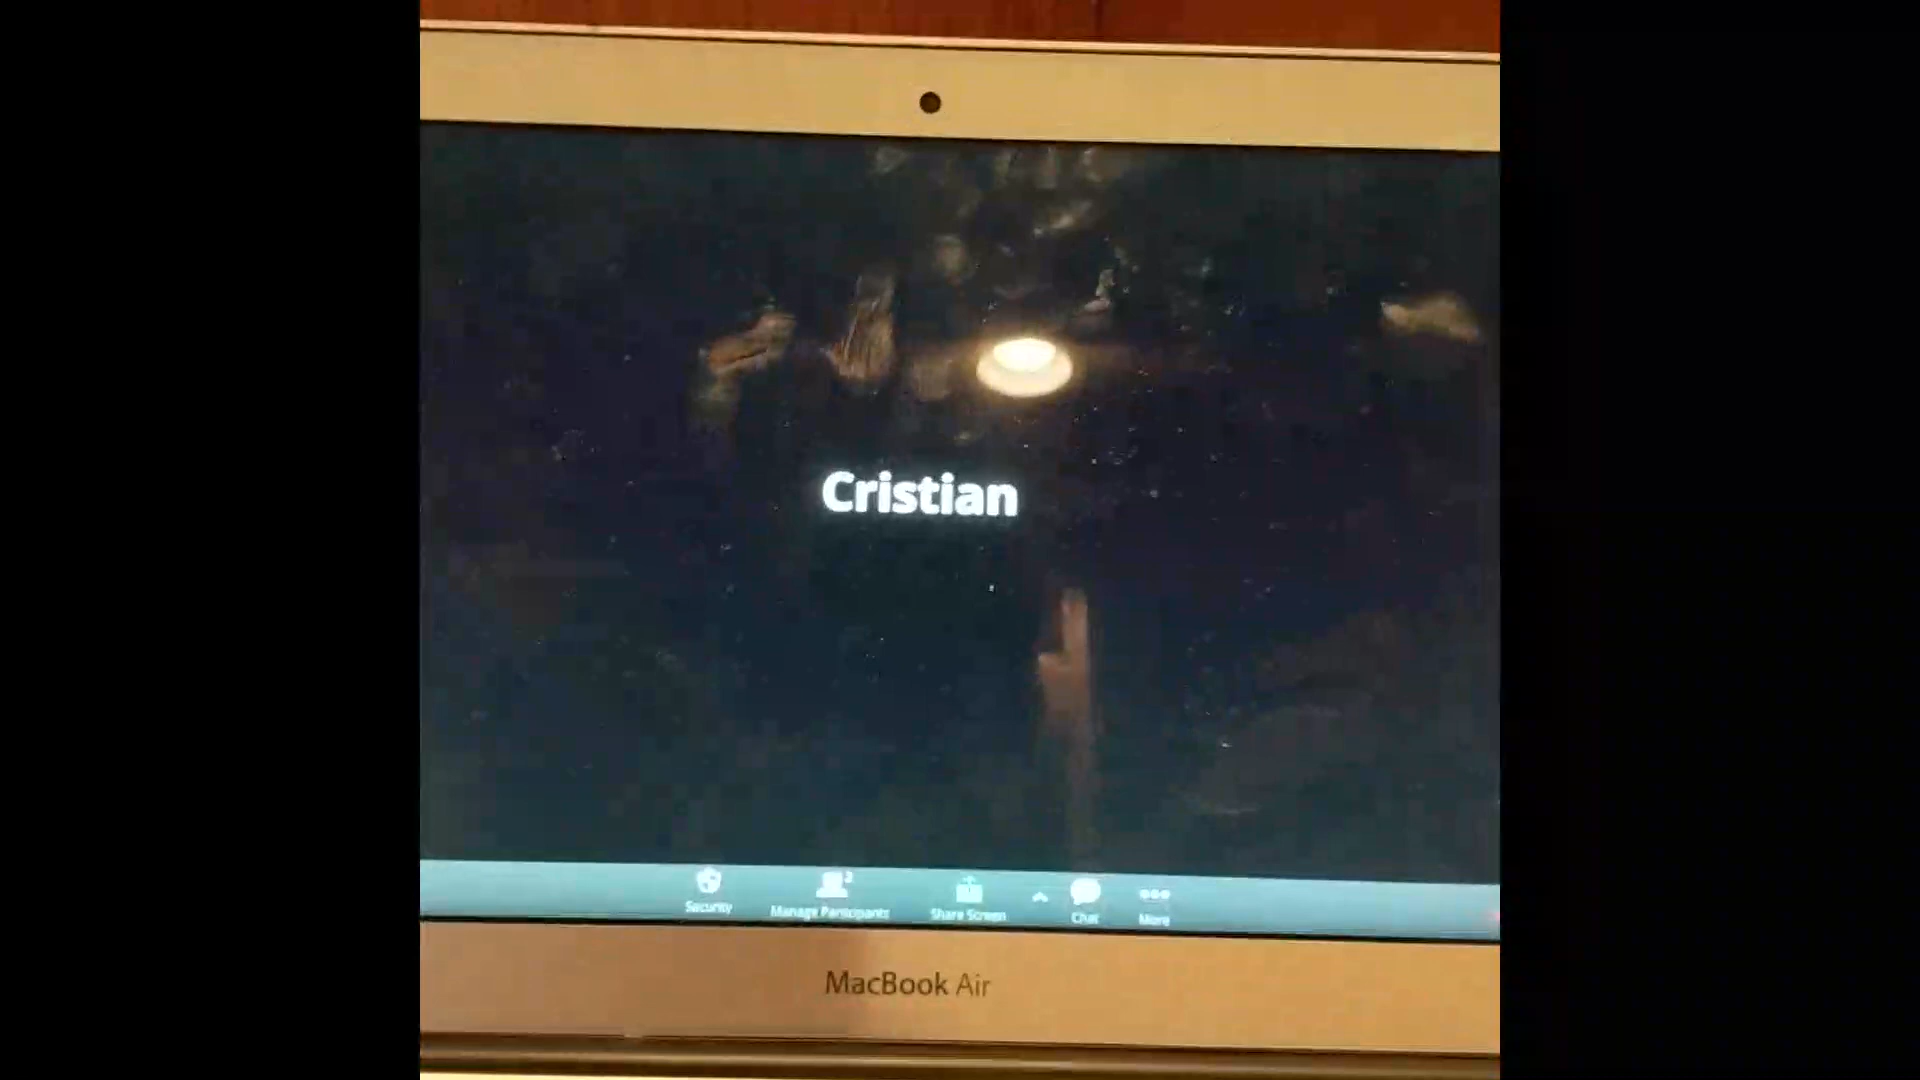 Cristian
Security
Manage Participants
Share Screen
Chat
More
MacBook Air